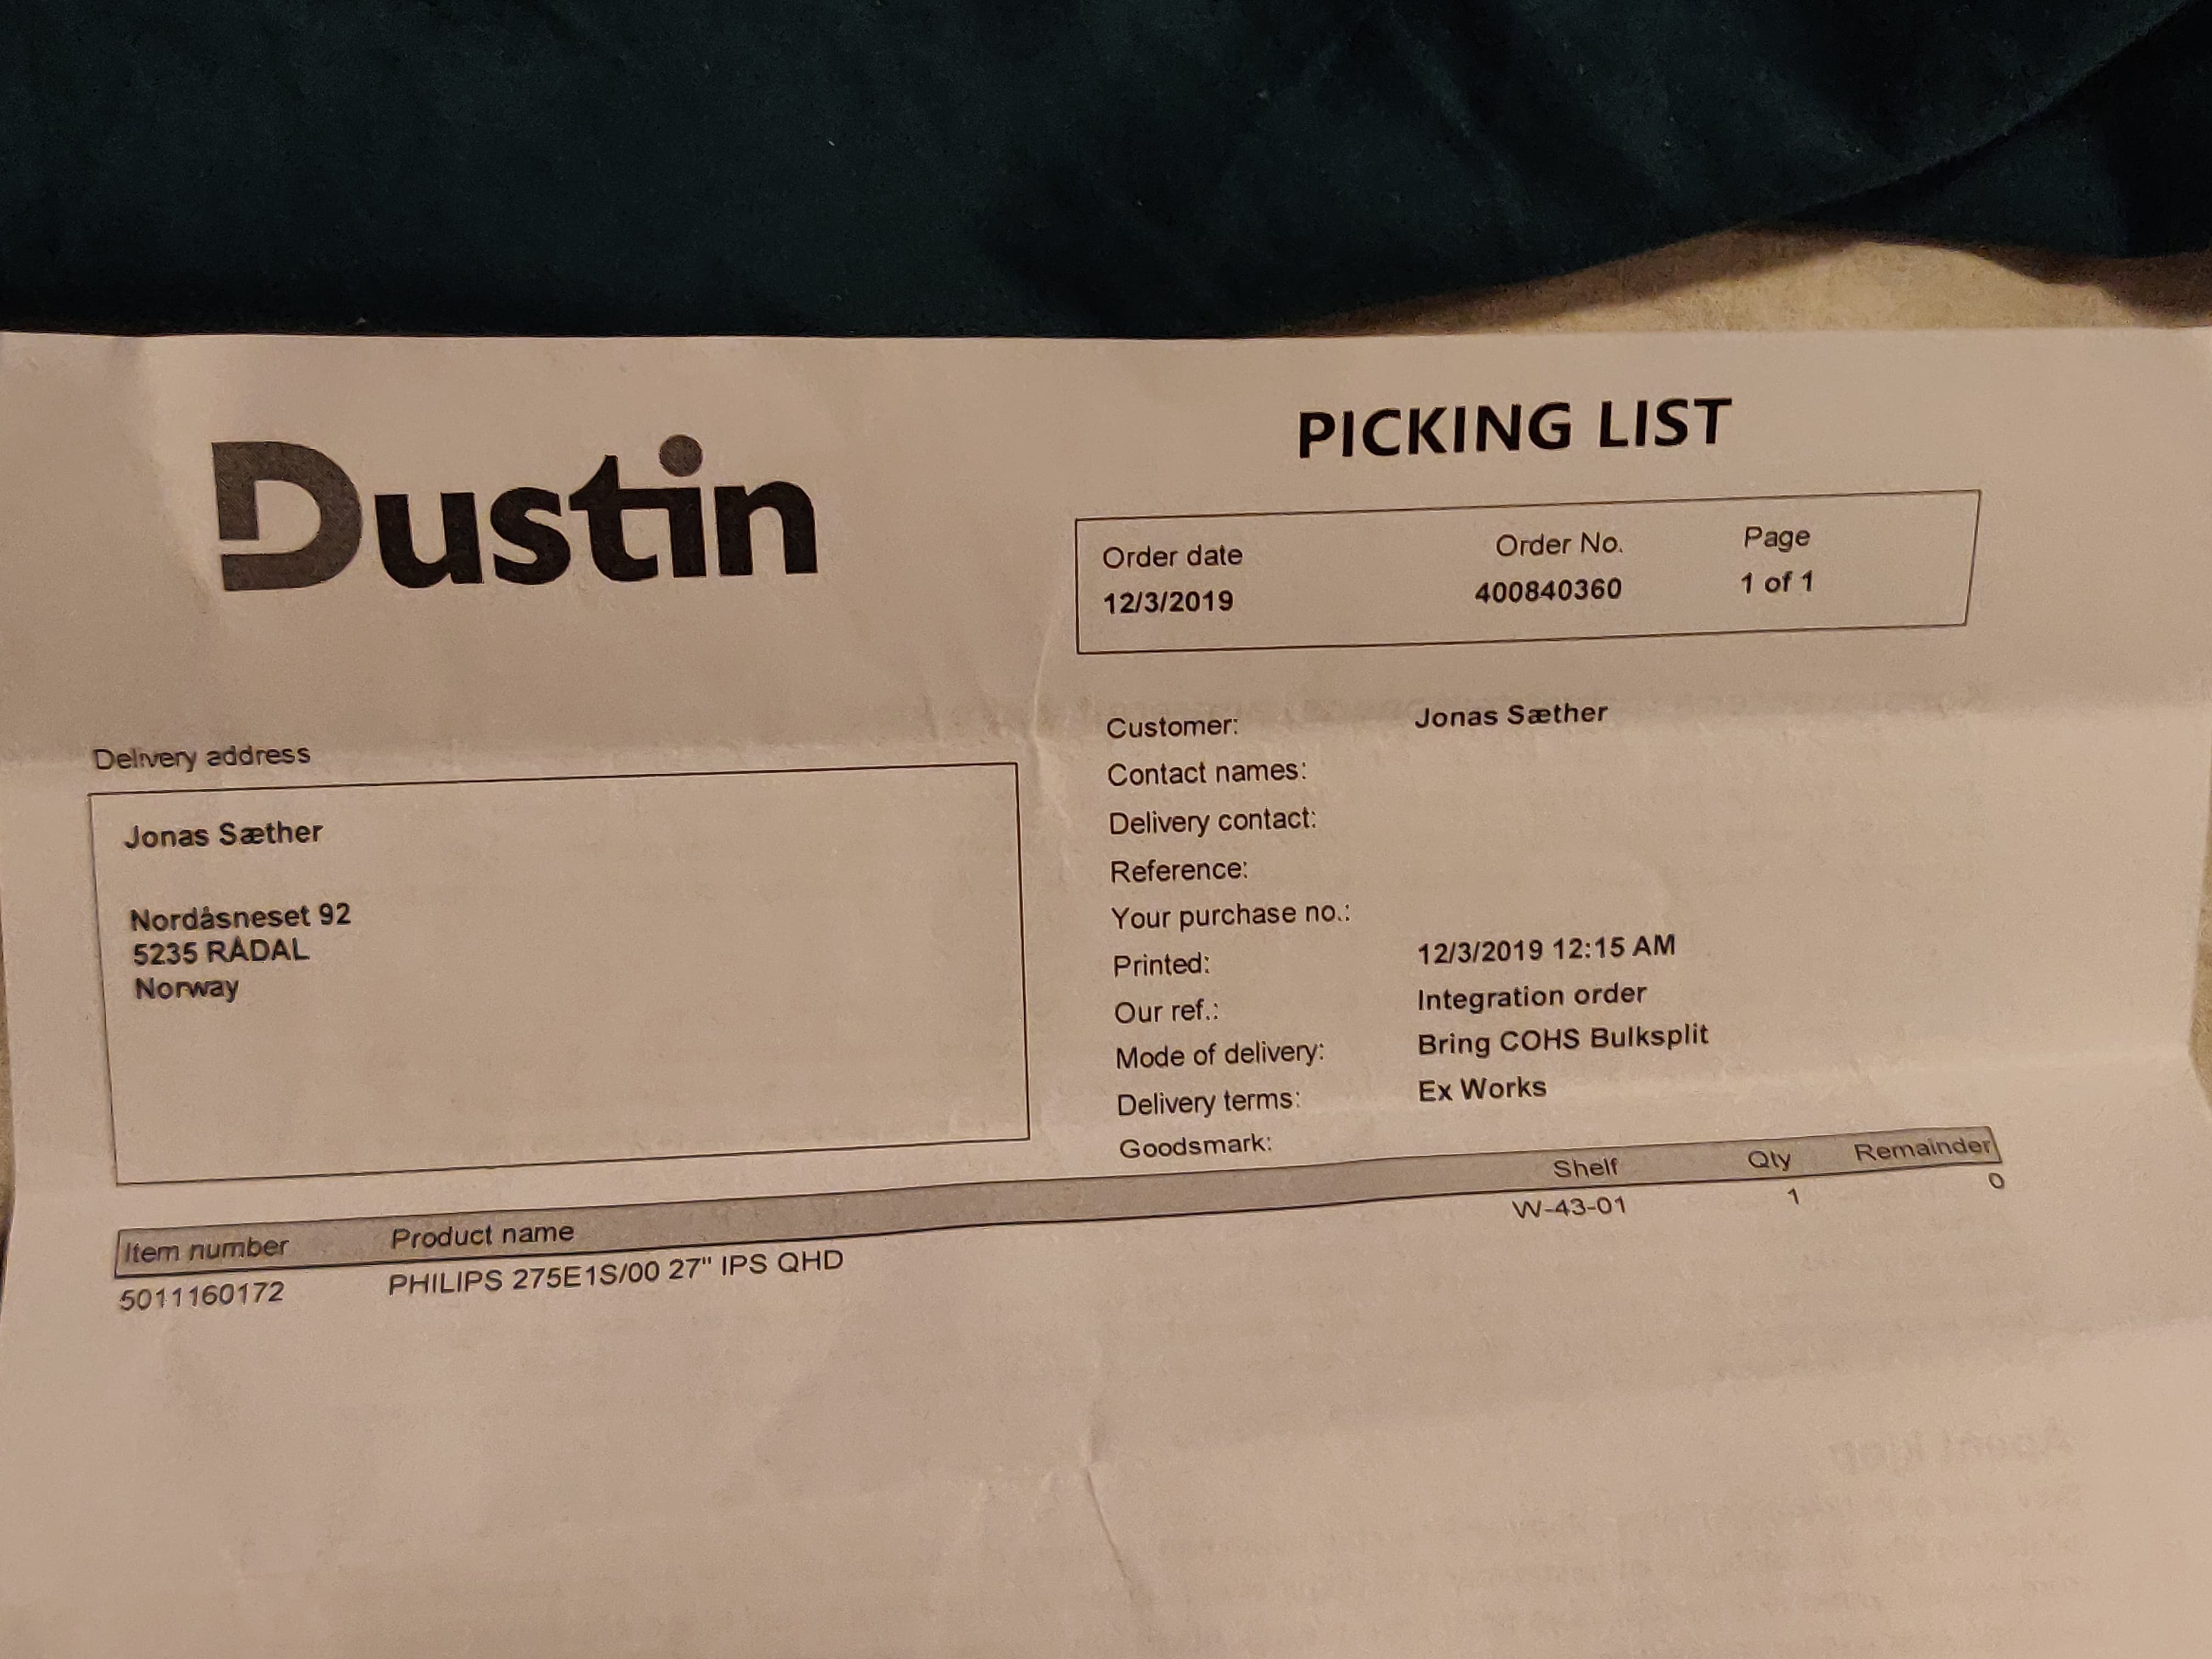 Dustin
PICKING LIST
Order date Order No. Page
12/3/2019 400840360 1 of 1
Delivery address
Jonas Sæther
Nordåsneset 92
5235 RÅDAL
Norway
Customer: Jonas Sæther
Contact names:
Delivery contact:
Reference:
Your purchase no.:
Printed: 12/3/2019 12:15 AM
Our ref.: Integration order
Mode of delivery: Bring COHS Bulksplit
Delivery terms: Ex Works
Goodsmark:
Item number Product name Shelf Qty Remainder
5011160172 PHILIPS 275E1S/00 27" IPS QHD W-43-01 1 0